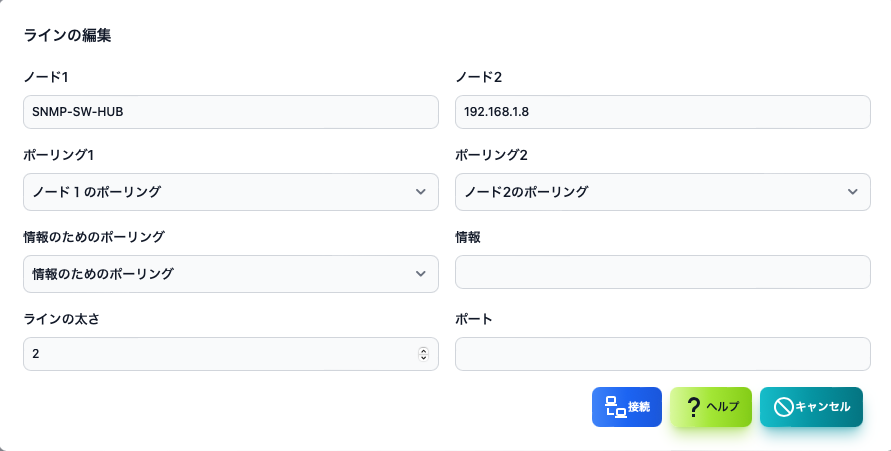 ラインの編集
ノード1
ノード2
SNMP-SW-HUB
192.168.1.8
ポーリング1
ポーリング2
ノード１のポーリング
ノード2のポーリング
情報のためのポーリング
情報
情報のためのポーリング
ラインの太さ
ポート
2
接続
? ヘルプ
キャンセル